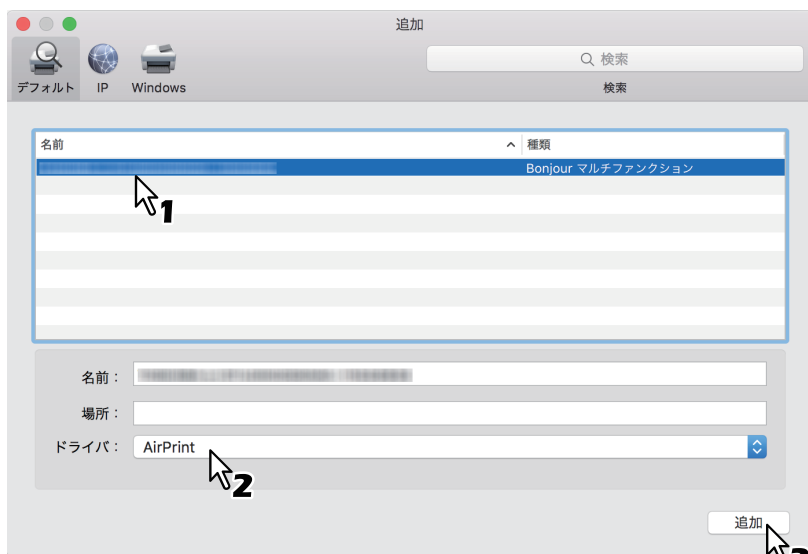 追加
デフォルト IP Windows
検索
検索
名前 種類
Bonjour マルチファンクション
1
名前：
場所：
ドライバ： AirPrint
2
追加